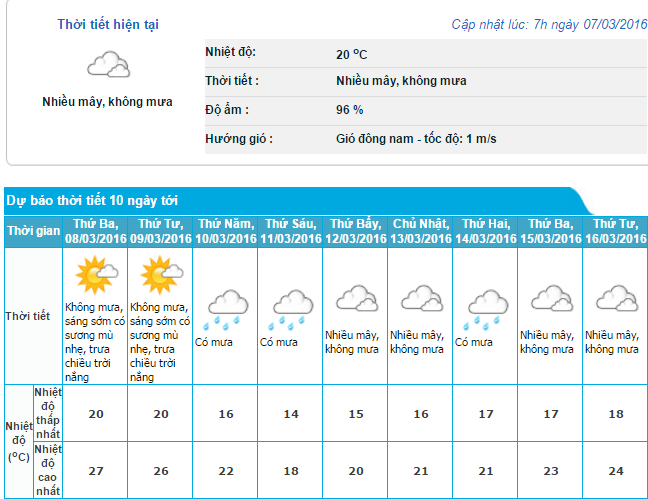 Thời tiết hiện tại
Cập nhật lúc: 7h ngày 07/03/2016
Nhiều mây, không mưa
Nhiệt độ: 20 °C
Thời tiết : Nhiều mây, không mưa
Độ ẩm : 96 %
Hướng gió : Gió đông nam - tốc độ: 1 m/s
Dự báo thời tiết 10 ngày tới
Thời gian
Thứ Ba,
08/03/2016
Thứ Tư,
09/03/2016
Thứ Năm,
10/03/2016
Thứ Sáu,
11/03/2016
Thứ Bẩy,
12/03/2016
Chủ Nhật,
13/03/2016
Thứ Hai,
14/03/2016
Thứ Ba,
15/03/2016
Thứ Tư,
16/03/2016
Thời tiết
Không mưa,
sáng sớm có
sương mù
nhẹ, trưa
chiều trời
nắng
Không mưa,
sáng sớm có
sương mù
nhẹ, trưa
chiều trời
nắng
Có mưa
Có mưa
Nhiều mây,
không mưa
Nhiều mây,
không mưa
Có mưa
Nhiều mây,
không mưa
Nhiều mây,
không mưa
Nhiệt
độ
(°C)
Nhiệt
độ
thấp
nhất
20 20 16 14 15 16 17 17 18
Nhiệt
độ
cao
nhất
27 26 22 18 20 21 21 23 24